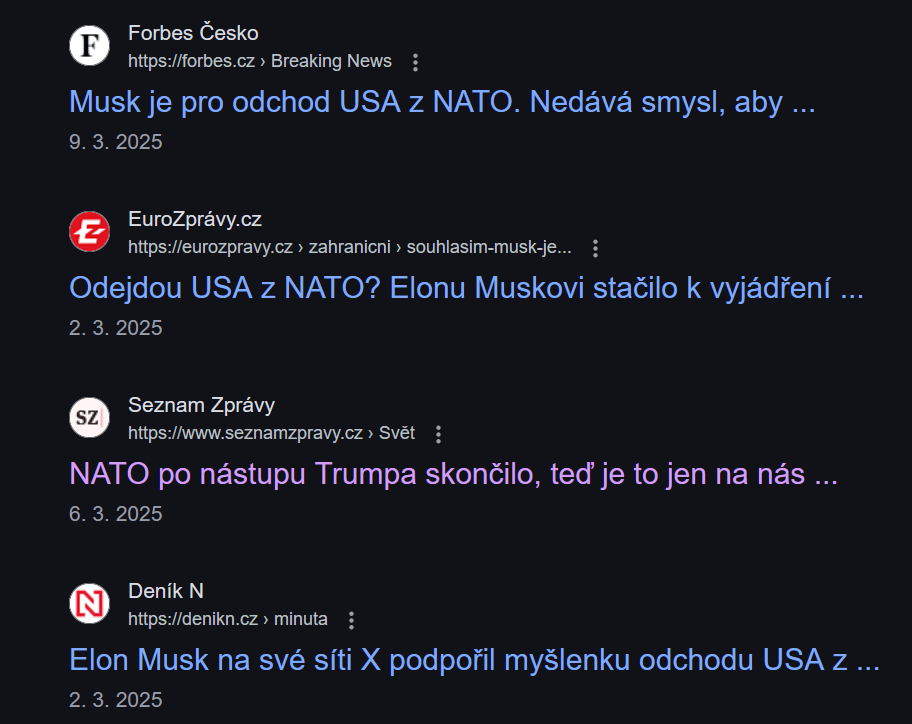 F
Forbes Česko
https://forbes.cz › Breaking News
Musk je pro odchod USA z NATO. Nedává smysl, aby ...
9. 3. 2025
EZ
EuroZprávy.cz
https://eurozpravy.cz › zahranicni › souhlasim-musk-je...
Odejdou USA z NATO? Elonu Muskovi stačilo k vyjádření ...
2. 3. 2025
SZ
Seznam Zprávy
https://www.seznamzpravy.cz › Svět
NATO po nástupu Trumpa skončilo, teď je to jen na nás ...
6. 3. 2025
N
Deník N
https://denikn.cz › minuta
Elon Musk na své síti X podpořil myšlenku odchodu USA z ...
2. 3. 2025